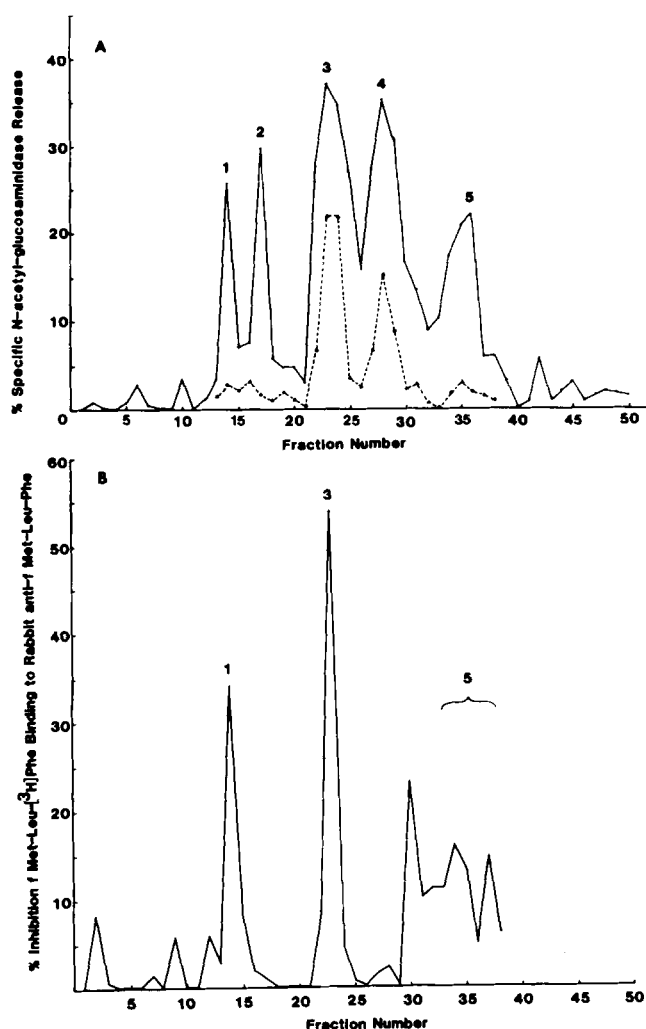 A
% Specific N-acetyl-glucosaminidase Release
40
30
20
10
0
1
2
3
4
5
5 10 15 20 25 30 35 40 45 50
Fraction Number
B
% Inhibition f Met-Leu-[3H]Phe Binding to Rabbit anti-f Met-Leu-Phe
60
50
40
30
20
10
1
3
5
5 10 15 20 25 30 35 40 45 50
Fraction Number